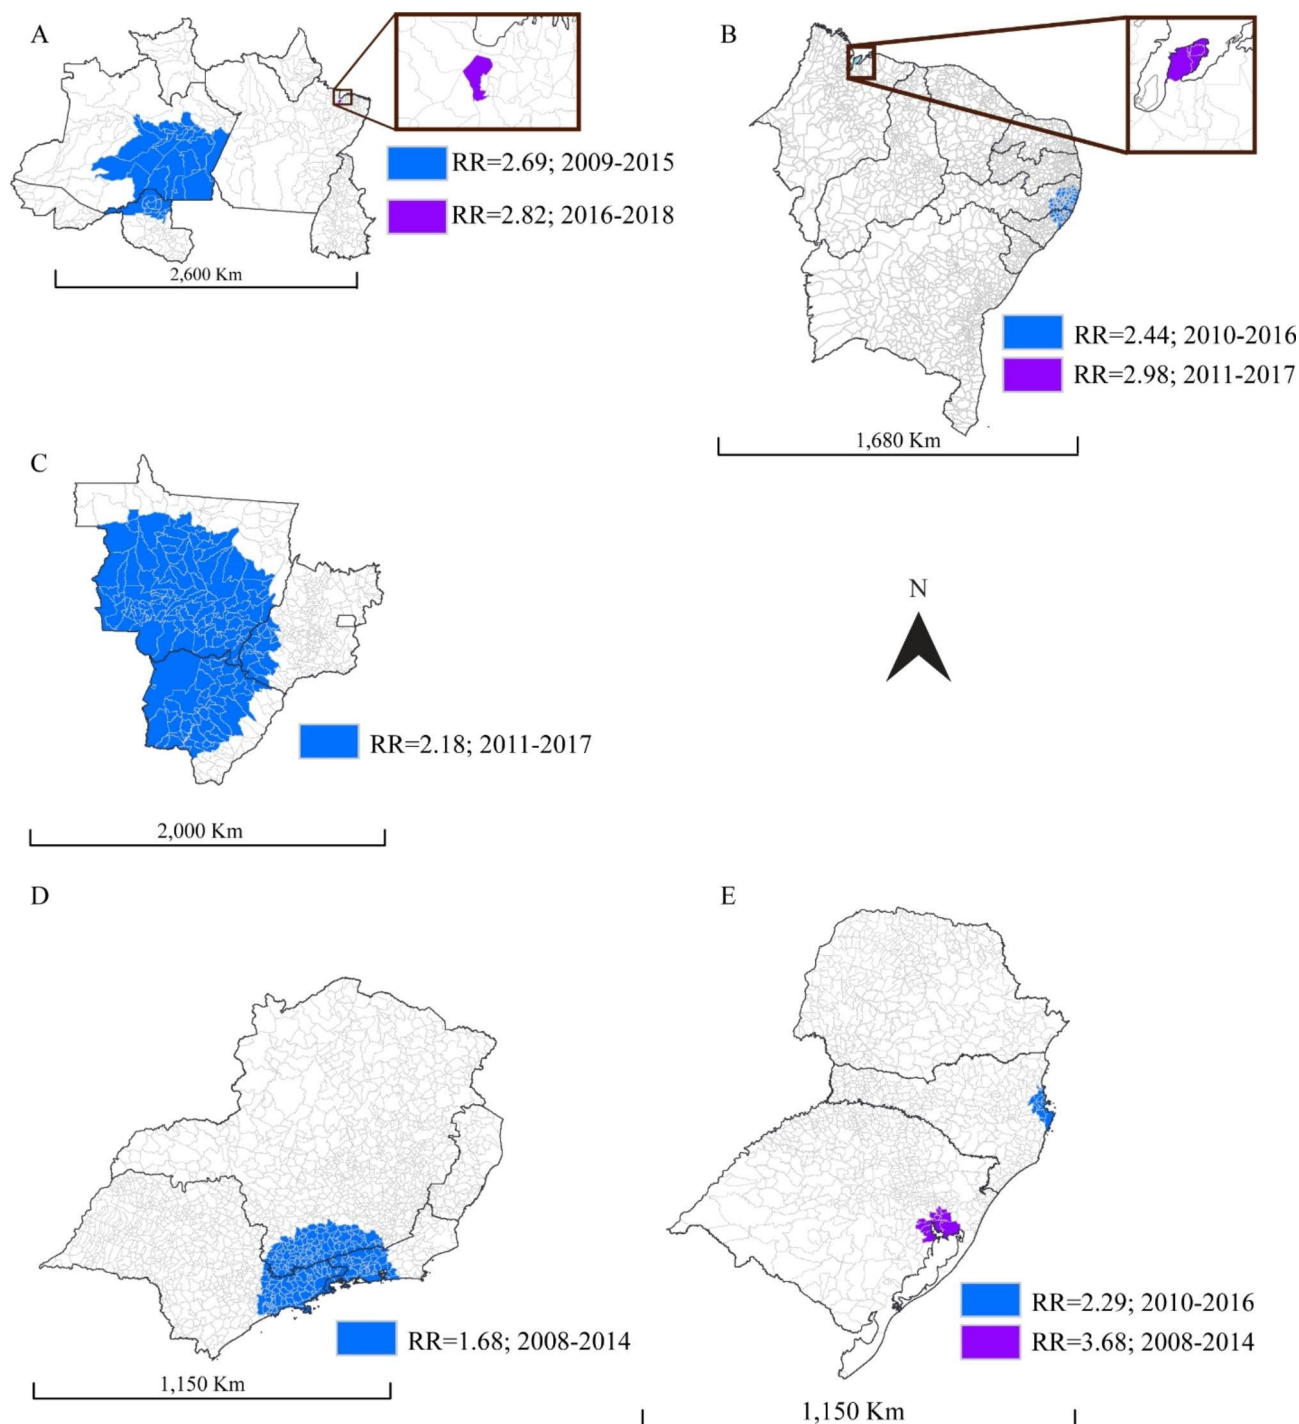 A
RR=2.69; 2009-2015
RR=2.82; 2016-2018
2,600 Km
B
RR=2.44; 2010-2016
RR=2.98; 2011-2017
1,680 Km
C
RR=2.18; 2011-2017
2,000 Km
N
D
RR=1.68; 2008-2014
1,150 Km
E
RR=2.29; 2010-2016
RR=3.68; 2008-2014
1,150 Km